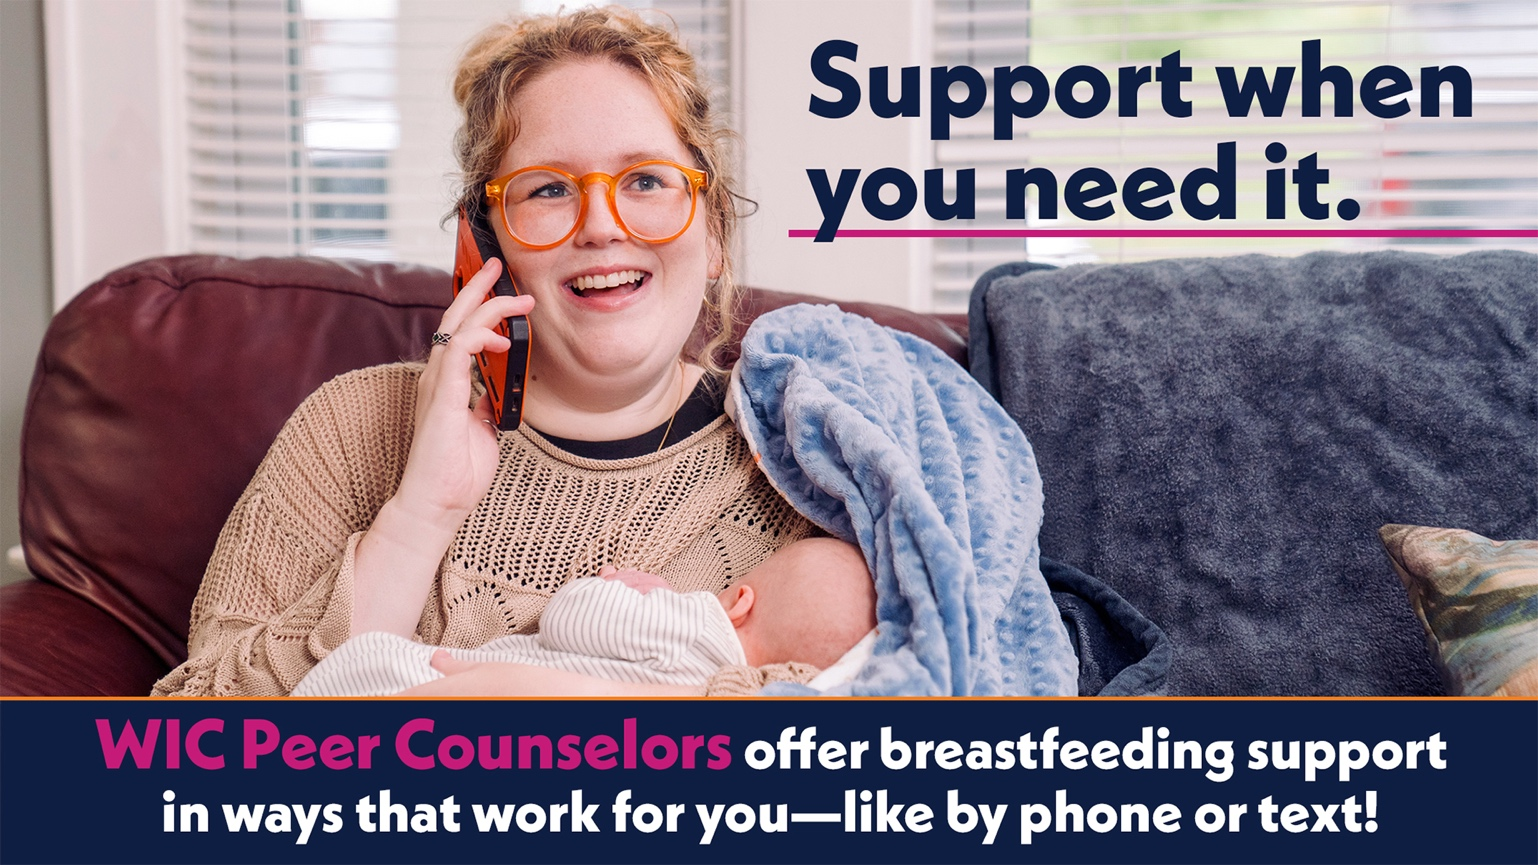 Support when
you need it.
WIC Peer Counselors offer breastfeeding support
in ways that work for you—like by phone or text!